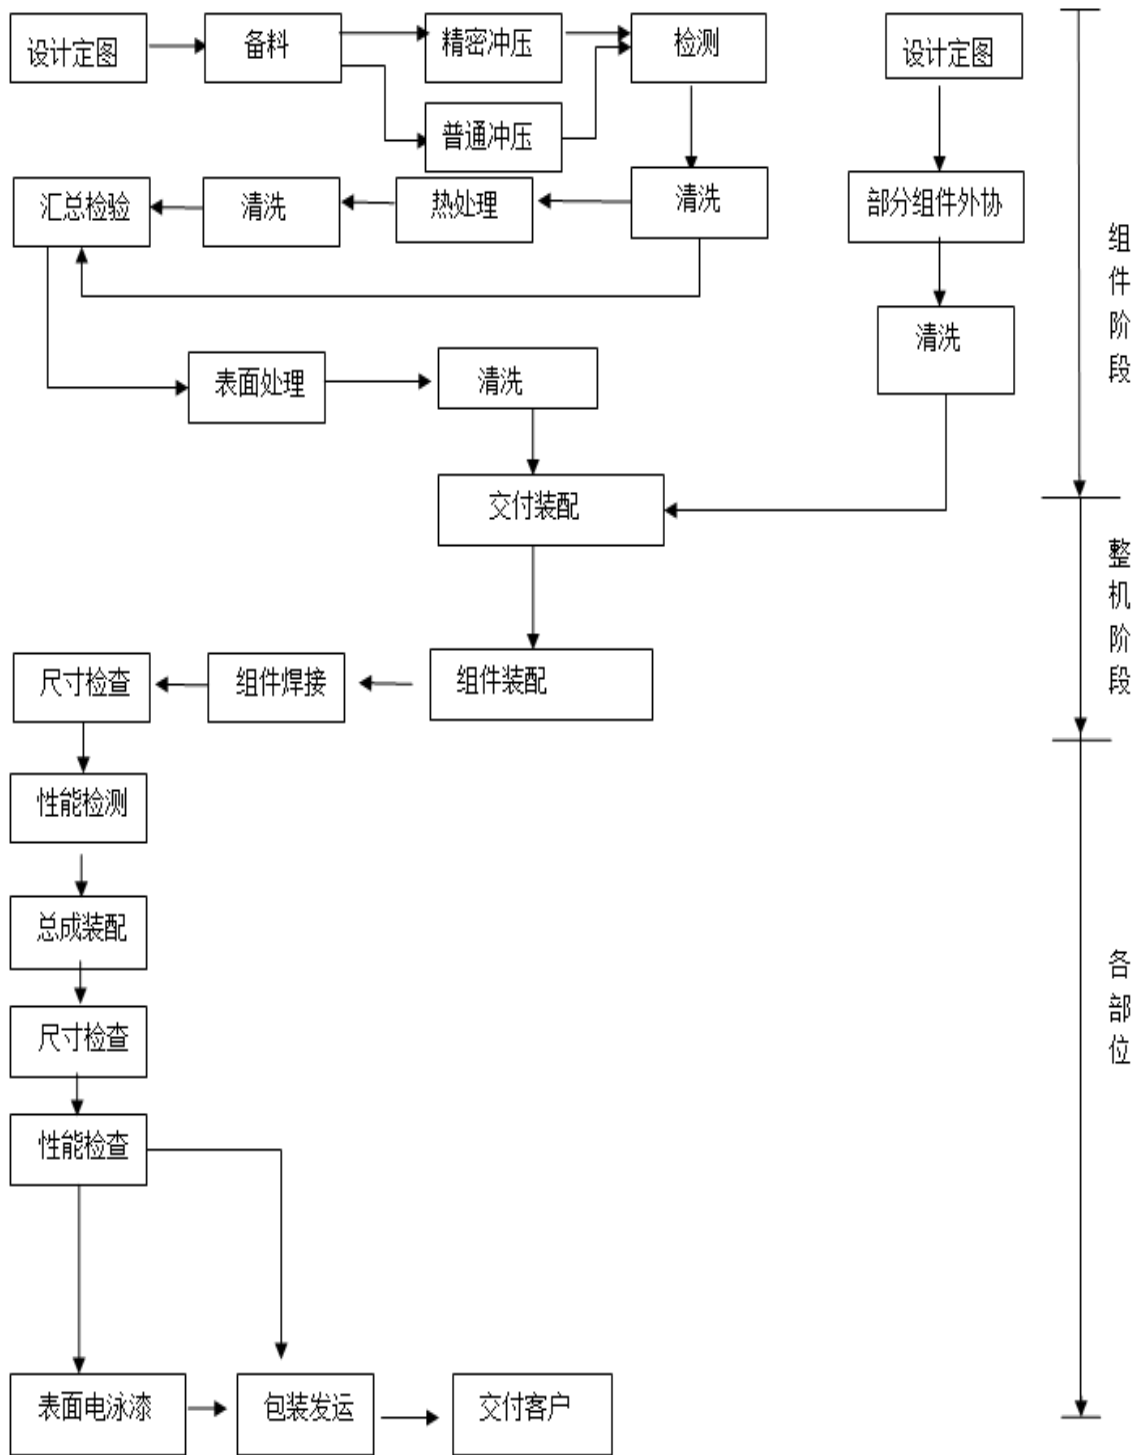 设计定图
备料
精密冲压
检测
设计定图
普通冲压
汇总检验
清洗
热处理
清洗
部分组件外协
清洗
表面处理
清洗
交付装配
尺寸检查
组件焊接
组件装配
性能检测
总成装配
尺寸检查
性能检查
表面电泳漆
包装发运
交付客户
组件阶段
整机阶段
各部位